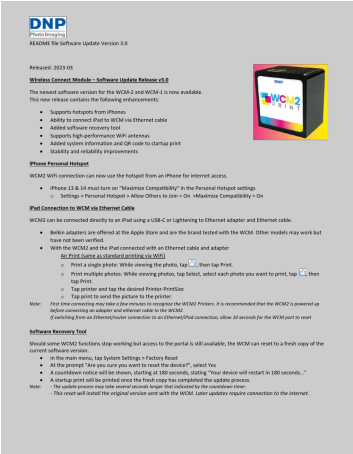 DNP
Photo Imaging
README file Software Update Version 3.0
Released: 2023-03
Wireless Connect Module – Software Update Release v3.0
The newest software version for the WCM-2 and WCM-1 is now available.
This new release contains the following enhancements:
• Supports hotspots from iPhones
• Ability to connect iPad to WCM via Ethernet cable
• Added software recovery tool
• Supports high-performance WiFi antennas
• Added system information and QR code to startup print
• Stability and reliability improvements
WCM2
PRINT
iPhone Personal Hotspot
WCM2 WiFi connection can now use the hotspot from an iPhone for internet access.
• iPhone 13 & 14 must turn on “Maximize Compatibility” in the Personal Hotspot settings
o Settings > Personal Hotspot > Allow Others to Join = On >Maximize Compatibility = On
iPad Connection to WCM via Ethernet Cable
WCM2 can be connected directly to an iPad using a USB-C or Lightening to Ethernet adapter and Ethernet cable.
• Belkin adapters are offered at the Apple Store and are the brand tested with the WCM. Other models may work but
have not been verified.
• With the WCM2 and the iPad connected with an Ethernet cable and adapter
Air Print (same as standard printing via WiFi)
o Print a single photo: While viewing the photo, tap , then tap Print.
o Print multiple photos: While viewing photos, tap Select, select each photo you want to print, tap , then
tap Print.
o Tap printer and tap the desired Printer-PrintSize
o Tap print to send the picture to the printer.
Note: First time connecting may take a few minutes to recognize the WCM2 Printers. It is recommended that the WCM2 is powered up
before connecting an adapter and ethernet cable to the WCM2.
If switching from an Ethernet/router connection to an Ethernet/iPad connection, allow 30 seconds for the WCM port to reset
Software Recovery Tool
Should some WCM2 functions stop working but access to the portal is still available, the WCM can reset to a fresh copy of the
current software version.
• In the main menu, tap System Settings > Factory Reset
• At the prompt “Are you sure you want to reset the device?”, select Yes
• A countdown notice will be shown, starting at 180 seconds, stating “Your device will restart in 180 seconds...”
• A startup print will be printed once the fresh copy has completed the update process.
Note: - The update process may take several seconds longer that indicated by the countdown timer.
- This reset will install the original version sent with the WCM. Later updates require connection to the internet.